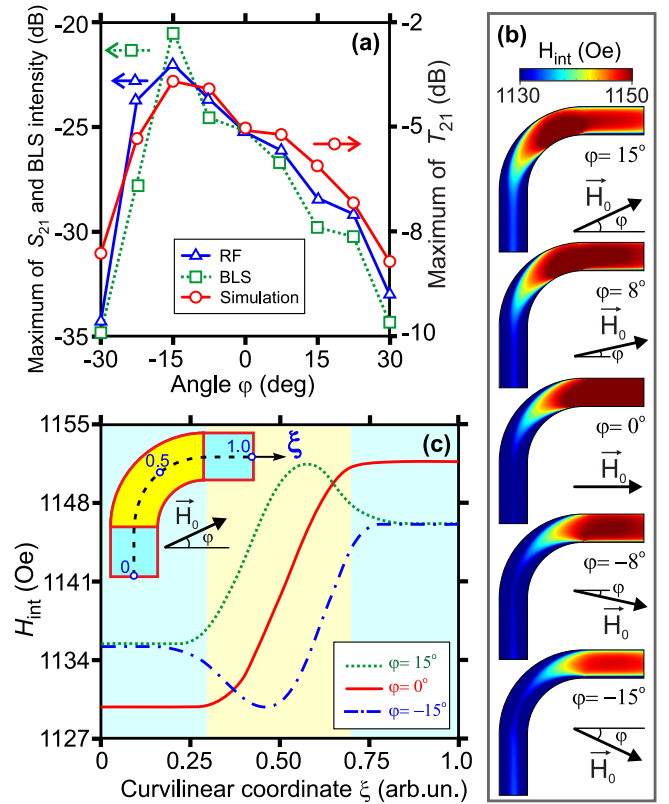 (a)
Maximum of S21 and BLS intensity (dB)
-20
-25
-30
-35
-2
-5
-8
-10
Maximum of T21 (dB)
RF
BLS
Simulation
-30 -15 0 15 30
Angle φ (deg)
(b)
Hint (Oe)
1130 1150
φ= 15°
H0
φ
φ= 8°
H0
φ
φ= 0°
H0
φ= −8°
φ
H0
φ= −15°
φ
H0
(c)
Hint (Oe)
1155
1148
1141
1134
1127
0.5
1.0
ξ
H0
φ
0
φ= 15°
φ= 0°
φ= −15°
0 0.25 0.50 0.75 1.0
Curvilinear coordinate ξ (arb.un.)